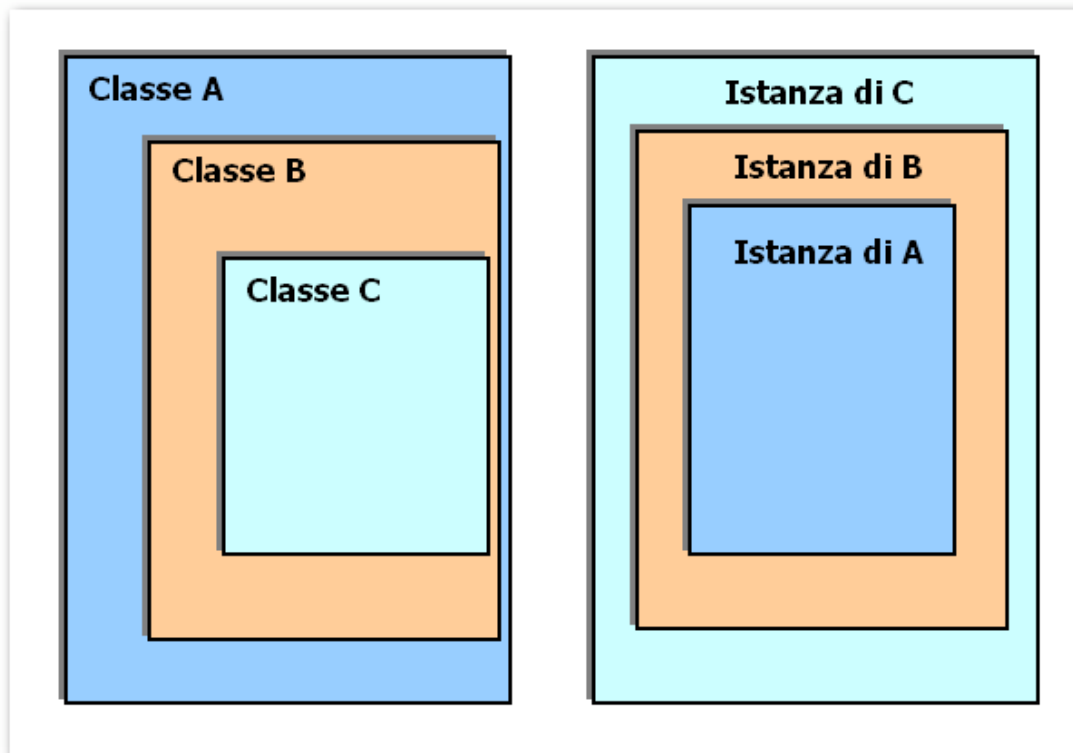 Classe A
Classe B
Classe C
Istanza di C
Istanza di B
Istanza di A